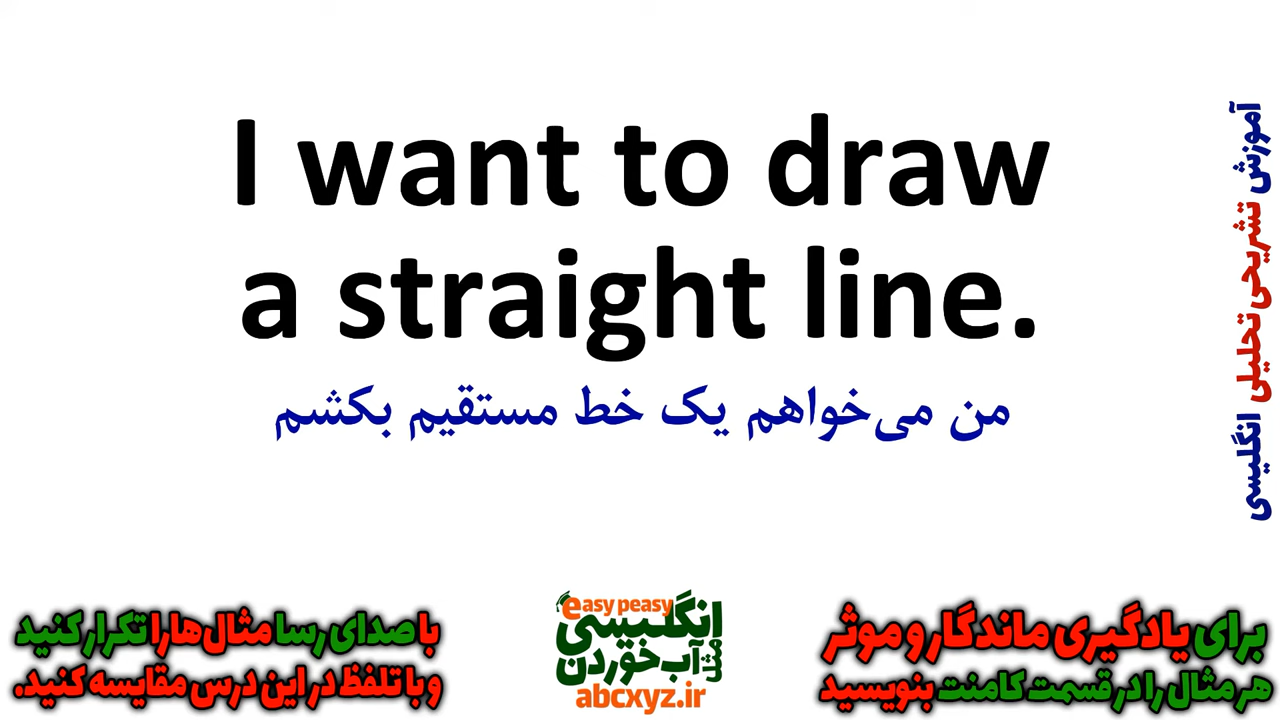 I want to draw
a straight line.
من می‌خواهم یک خط مستقیم بکشم
آموزش تشریحی تحلیلی انگلیسی
برای یادگیری ماندگار و موثر
هر مثال را در قسمت کامنت بنویسید
easy peasy
انگلیسی
مثل آب خوردن
abcxyz.ir
با صدای رسا مثال‌ها را تکرار کنید
و با تلفظ در این درس مقایسه کنید.